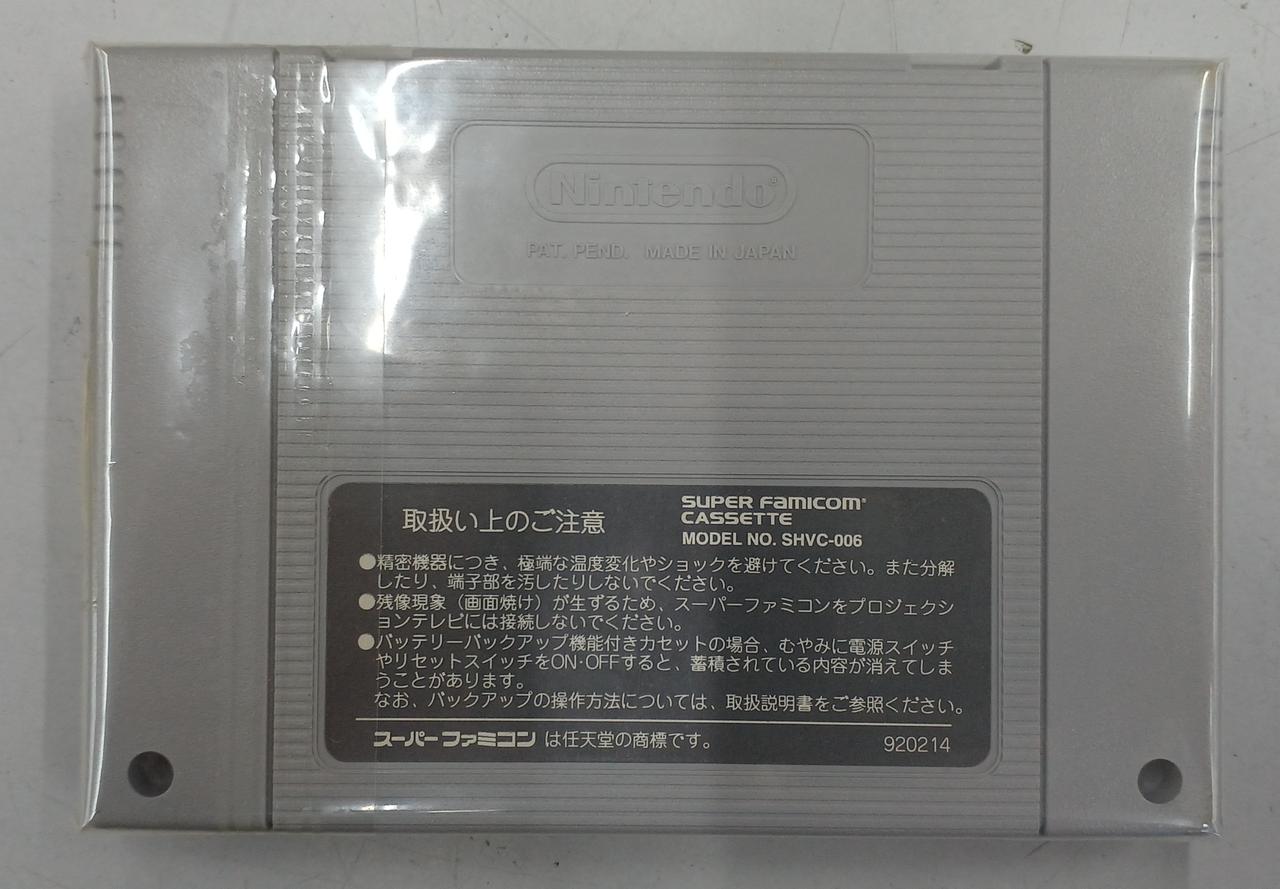 Nintendo®
PAT. PEND. MADE IN JAPAN
取扱い上のご注意
SUPER FAMICOM®
CASSETTE
MODEL NO. SHVC-006
●精密機器につき、極端な温度変化やショックを避けてください。また分解
したり、端子部を汚したりしないでください。
●残像現象（画面焼け）が生ずるため、スーパーファミコンをプロジェクシ
ョンテレビには接続しないでください。
●バッテリーバックアップ機能付きカセットの場合、むやみに電源スイッチ
やリセットスイッチをON·OFFすると、蓄積されている内容が消えてしま
うことがあります。
なお、バックアップの操作方法については、取扱説明書をご参照ください。
スーパーファミコン は任天堂の商標です。
920214